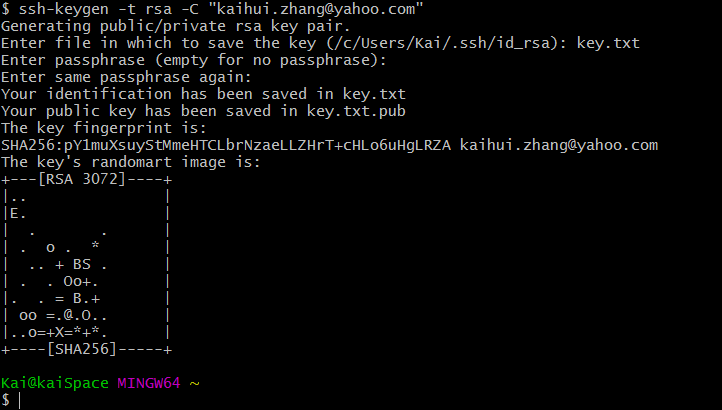 $ ssh-keygen -t rsa -C "kaihui.zhang@yahoo.com"
Generating public/private rsa key pair.
Enter file in which to save the key (/c/Users/Kai/.ssh/id_rsa): key.txt
Enter passphrase (empty for no passphrase):
Enter same passphrase again:
Your identification has been saved in key.txt
Your public key has been saved in key.txt.pub
The key fingerprint is:
SHA256:pY1muXsuyStMmeHTCLbrNzaeLLZHrT+cHLo6uHgLRZA kaihui.zhang@yahoo.com
The key's randomart image is:
+---[RSA 3072]----+
|..               |
|E.               |
|  .       .      |
| .  o .  *       |
|  .. + BS .      |
| .  . Oo+.       |
|.  . = B.+       |
| oo =.@.O..      |
|..o=+X=*+*.      |
+----[SHA256]-----+
Kai@kaiSpace MINGW64 ~
$